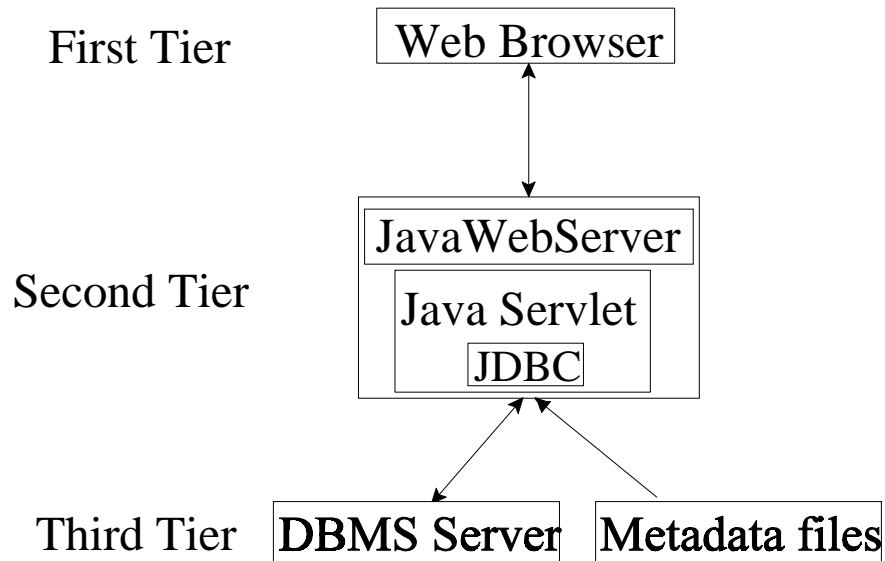 First Tier
Web Browser
JavaWebServer
Second Tier
Java Servlet
JDBC
Third Tier
DBMS Server
Metadata files